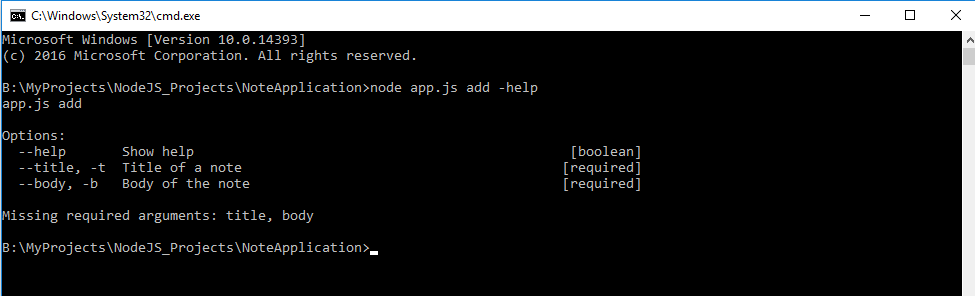 C:\Windows\System32\cmd.exe
Microsoft Windows [Version 10.0.14393]
(c) 2016 Microsoft Corporation. All rights reserved.
B:\MyProjects\NodeJS_Projects\NoteApplication>node app.js add -help
app.js add
Options:
--help Show help [boolean]
--title, -t Title of a note [required]
--body, -b Body of the note [required]
Missing required arguments: title, body
B:\MyProjects\NodeJS_Projects\NoteApplication>